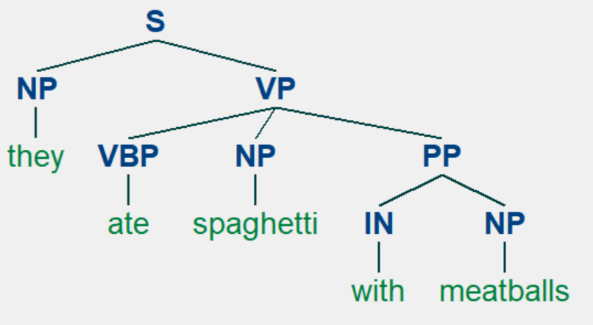 S
NP VP
they VBP NP PP
ate spaghetti IN NP
with meatballs